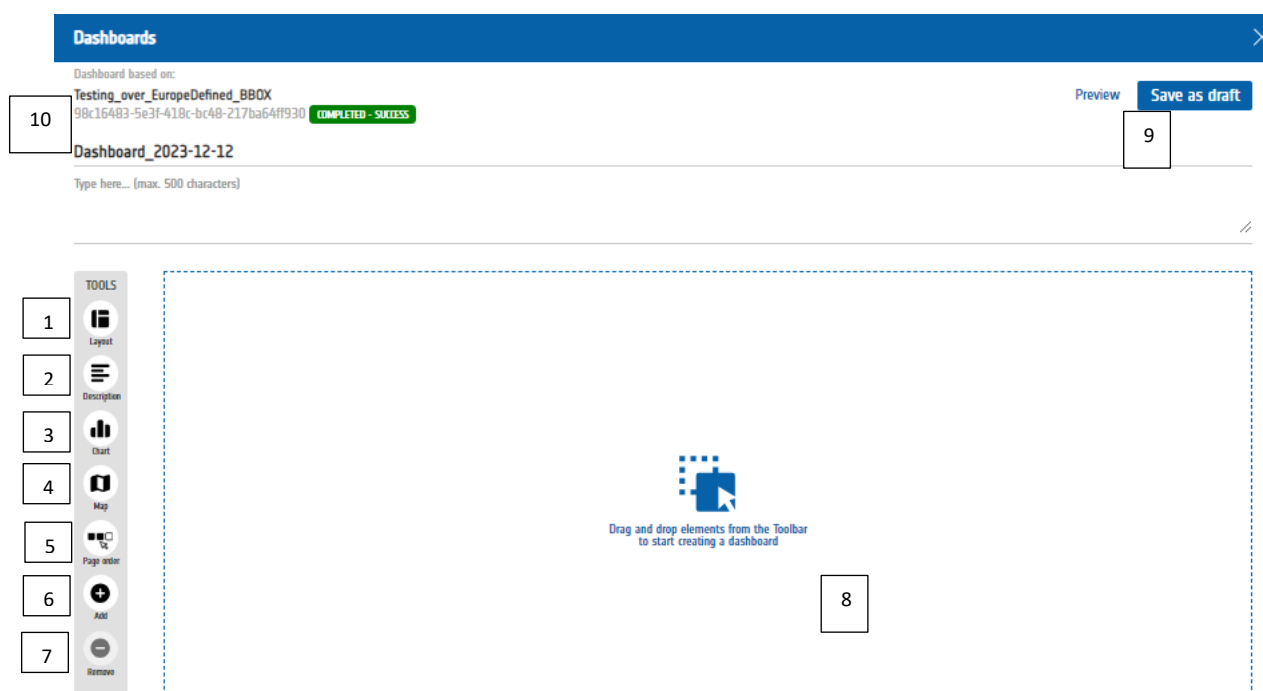 Dashboards
Dashboard based on:
Testing_over_EuropeDefined_BBOX
98c16483-5e3f-418c-bc48-217ba64ff930 COMPLETED - SUCCESS
Preview
Save as draft
10
9
Dashboard_2023-12-12
Type here... (max. 500 characters)
TOOLS
1
Layout
2
Description
3
Chart
4
Map
5
Page order
6
Add
7
Remove
Drag and drop elements from the Toolbar
to start creating a dashboard
8